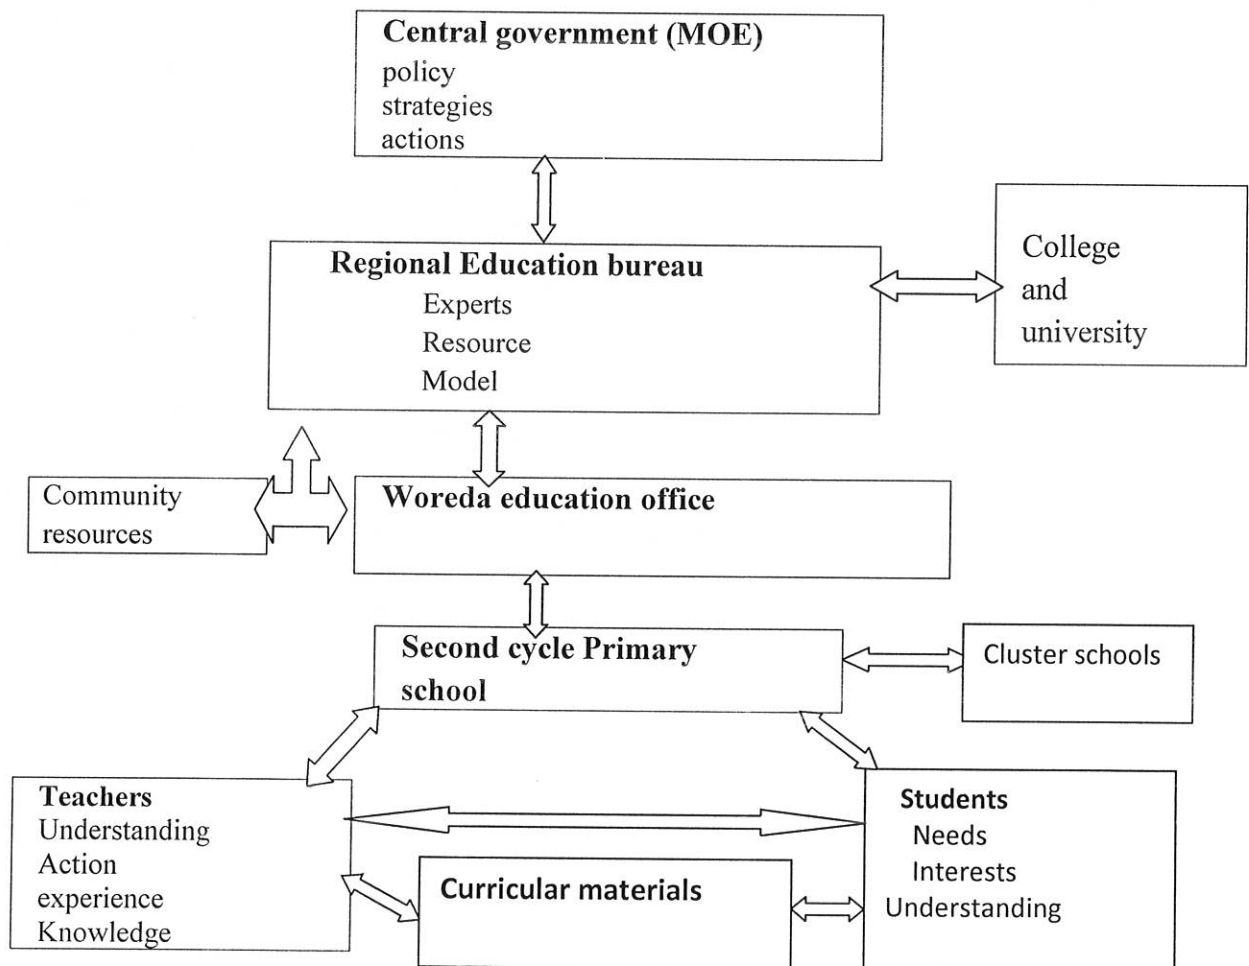 Central government (MOE)
policy
strategies
actions
Regional Education bureau
Experts
Resource
Model
College
and
university
Community
resources
Woreda education office
Second cycle Primary
school
Cluster schools
Teachers
Understanding
Action
experience
Knowledge
Curricular materials
Students
Needs
Interests
Understanding